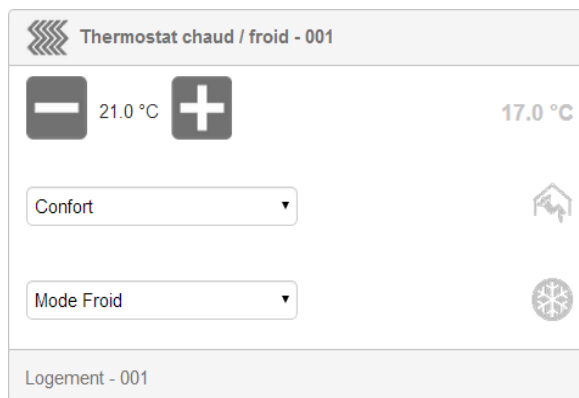 Thermostat chaud / froid - 001
21.0 °C
17.0 °C
Confort
Mode Froid
Logement - 001